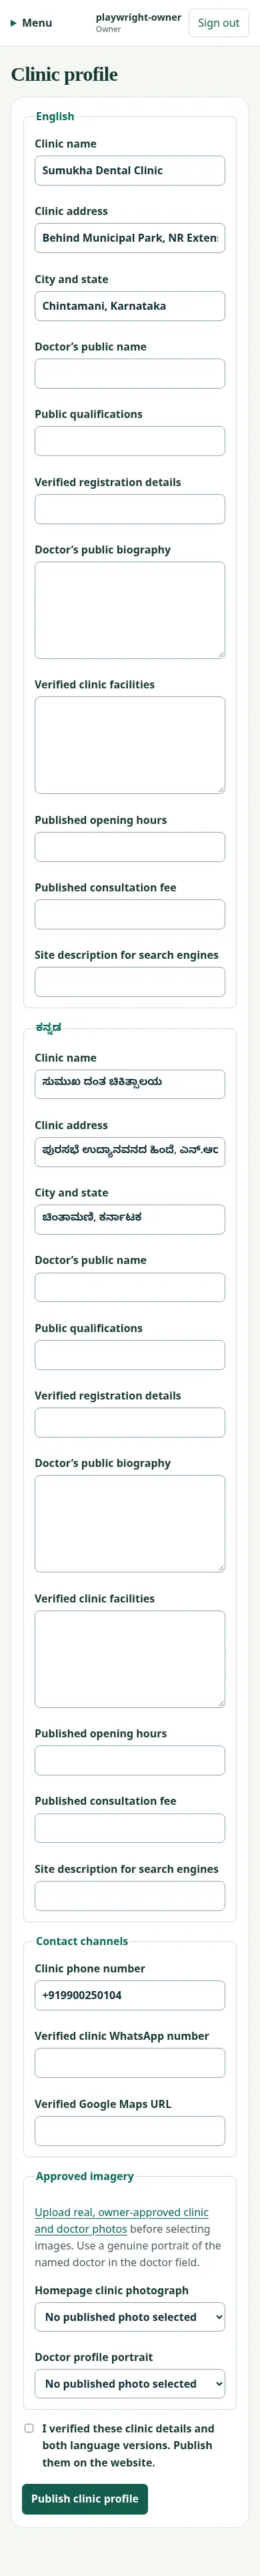 Menu
playwright-owner
Owner
Sign out
Clinic profile
English
Clinic name
Sumukha Dental Clinic
Clinic address
Behind Municipal Park, NR Extens
City and state
Chintamani, Karnataka
Doctor’s public name
Public qualifications
Verified registration details
Doctor’s public biography
Verified clinic facilities
Published opening hours
Published consultation fee
Site description for search engines
ಕನ್ನಡ
Clinic name
ಸುಮುಖ ದಂತ ಚಿಕಿತ್ಸಾಲಯ
Clinic address
ಪುರಸಭೆ ಉದ್ಯಾನವನದ ಹಿಂದೆ, ಎನ್.ಆರ್
City and state
ಚಿಂತಾಮಣಿ, ಕರ್ನಾಟಕ
Doctor’s public name
Public qualifications
Verified registration details
Doctor’s public biography
Verified clinic facilities
Published opening hours
Published consultation fee
Site description for search engines
Contact channels
Clinic phone number
+919900250104
Verified clinic WhatsApp number
Verified Google Maps URL
Approved imagery
Upload real, owner-approved clinic
and doctor photos before selecting
images. Use a genuine portrait of the
named doctor in the doctor field.
Homepage clinic photograph
No published photo selected
Doctor profile portrait
No published photo selected
I verified these clinic details and
both language versions. Publish
them on the website.
Publish clinic profile